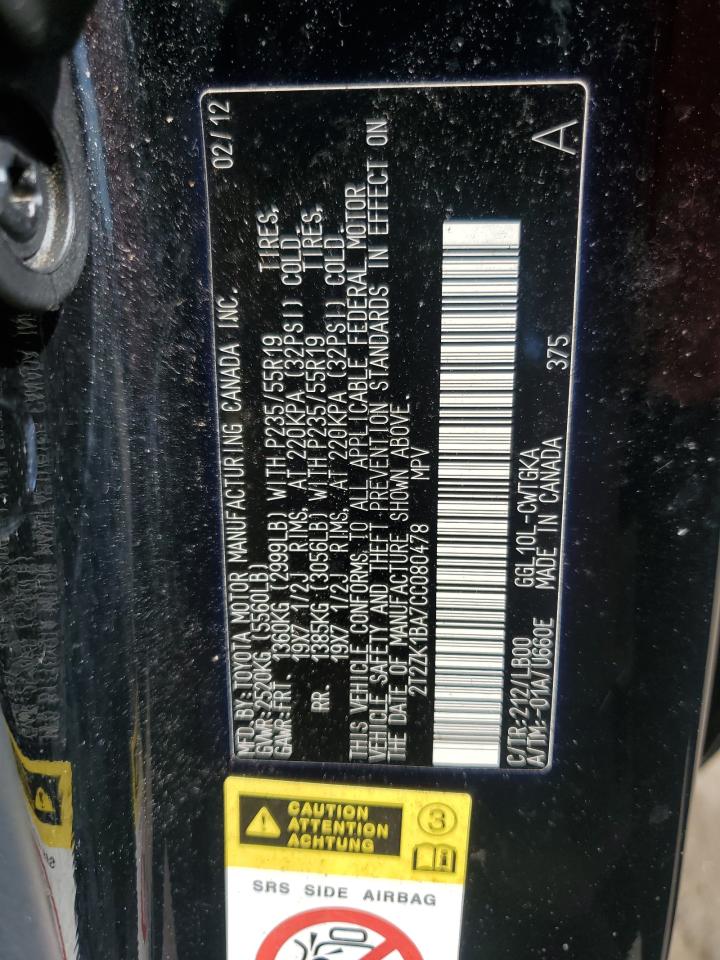 MFD.BY:TOYOTA MOTOR MANUFACTURING CANADA INC. 02/12
GVWR:2520KG(5560LB)
GAWR:FRT. 1360KG (2999LB) WITH P235/55R19 TIRES,
19X7 1/2J RIMS, AT 220KPA (32PSI) COLD
RR. 1385KG (3056LB) WITH P235/55R19 TIRES,
19X7 1/2J RIMS, AT 220KPA (32PSI) COLD.
THIS VEHICLE CONFORMS TO ALL APPLICABLE FEDERAL MOTOR
VEHICLE SAFETY AND THEFT PREVENTION STANDARDS IN EFFECT ON
THE DATE OF MANUFACTURE SHOWN ABOVE.
2T2ZK1BA7CC080478 MPV
C/TR:212/LB00 GGL10L-CWTGKA
A/TM:-01A/U660E MADE IN CANADA 375 A
CAUTION
ATTENTION
ACHTUNG
3
SRS SIDE AIRBAG